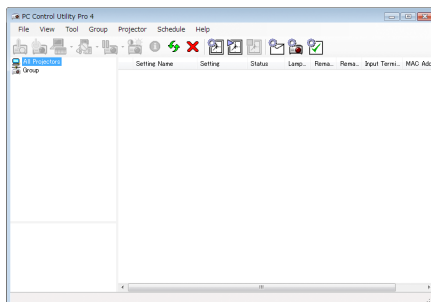 PC Control Utility Pro 4
File View Tool Group Projector Schedule Help
All Projectors
Group
Setting Name Setting Status Lamp... Rema... Rema... Input Termi... MAC Add